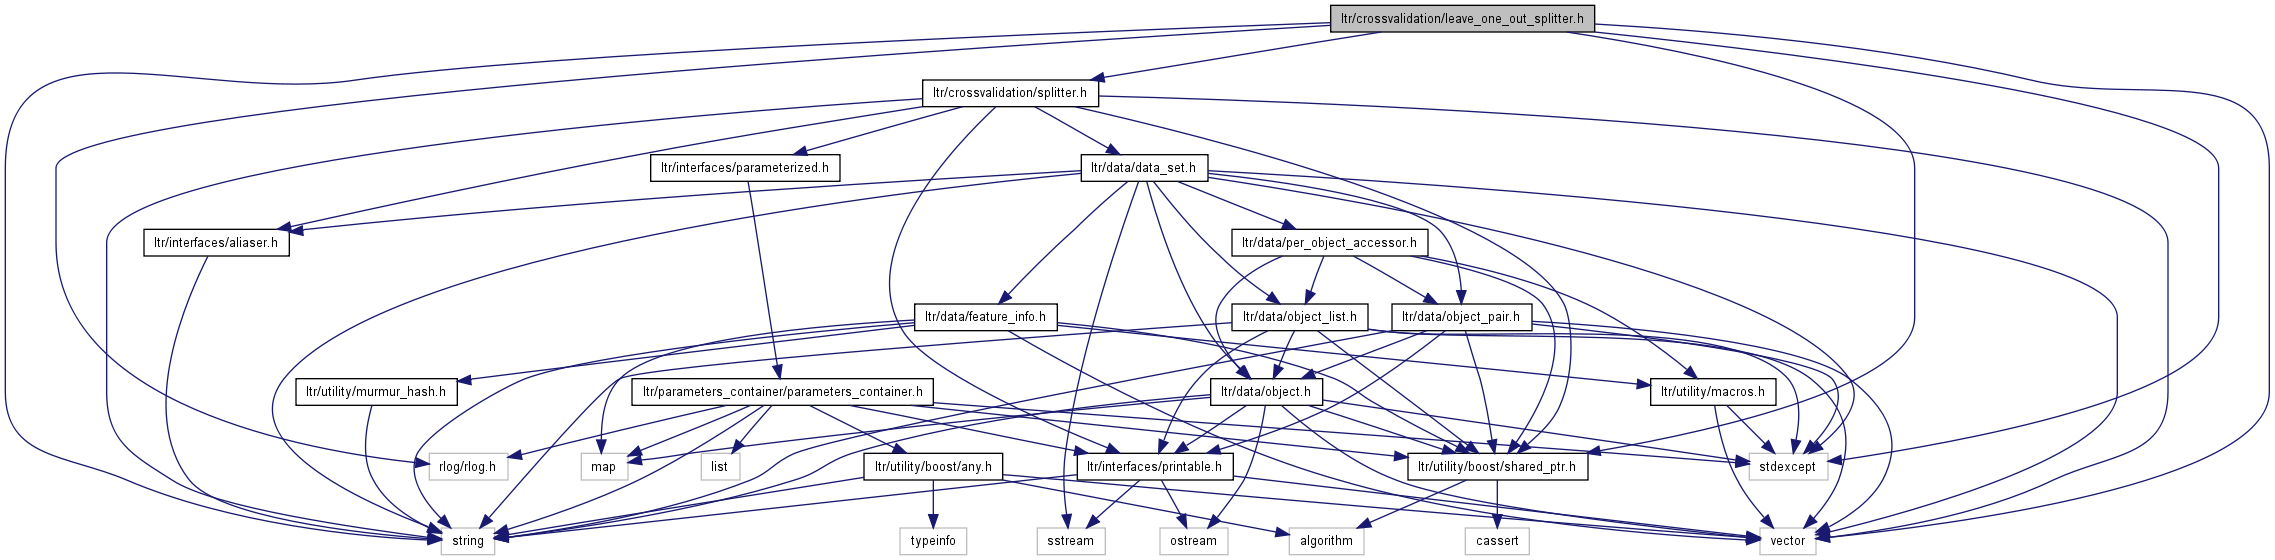 ltr/crossvalidation/leave_one_out_splitter.h
ltr/crossvalidation/splitter.h
ltr/interfaces/parameterized.h
ltr/data/data_set.h
ltr/interfaces/aliaser.h
ltr/data/per_object_accessor.h
ltr/data/feature_info.h
ltr/data/object_list.h
ltr/data/object_pair.h
ltr/utility/murmur_hash.h
ltr/parameters_container/parameters_container.h
ltr/data/object.h
ltr/utility/macros.h
rlog/rlog.h
map
list
ltr/utility/boost/any.h
ltr/interfaces/printable.h
ltr/utility/boost/shared_ptr.h
stdexcept
string
typeinfo
sstream
ostream
algorithm
cassert
vector